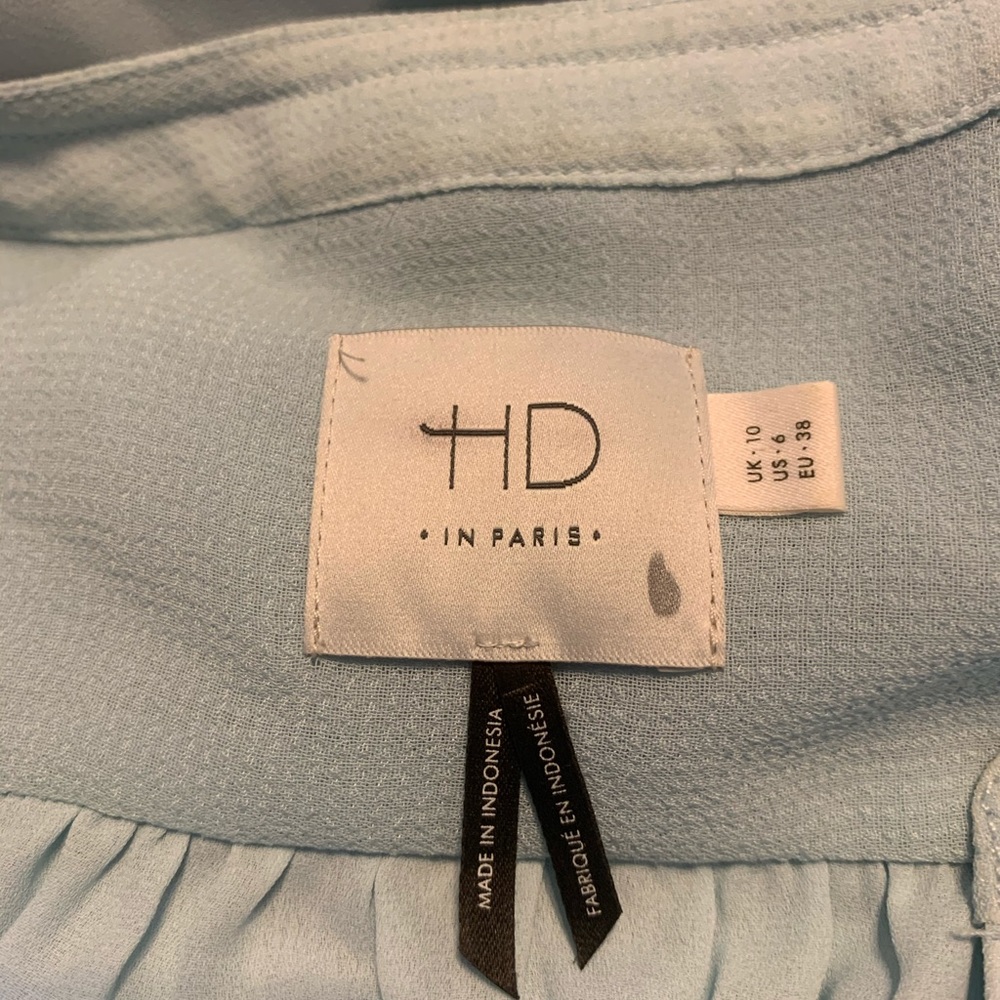 HD
• IN PARIS •
UK · 10
US · 6
EU · 38
MADE IN INDONESIA
FABRIQUÉ EN INDONÉSIE